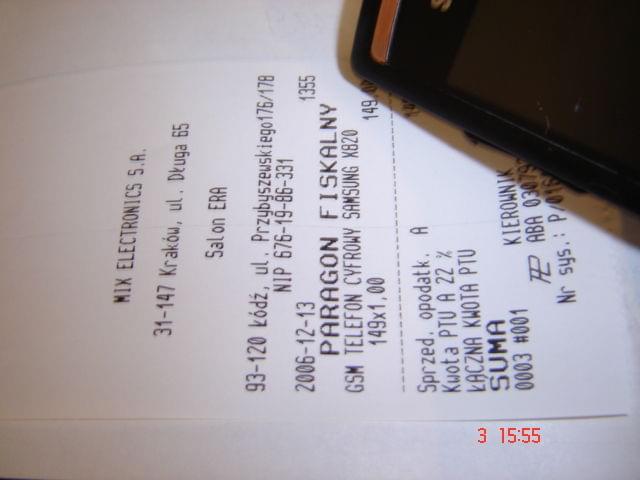 MIX ELECTRONICS S.A.
31-147 Kraków, ul. Długa 65
Salon ERA
93-120 Łódź, ul. Przybyszewskiego176/178
NIP 676-19-86-331
2006-12-13 1355
PARAGON FISKALNY
GSM TELEFON CYFROWY SAMSUNG X820
149x1,00 149,00
Sprzed. opodatk. A
Kwota PTU A 22 %
ŁĄCZNA KWOTA PTU
SUMA
0003 #001 KIEROWNIK
ABA
Nr sys.:
3 15:55